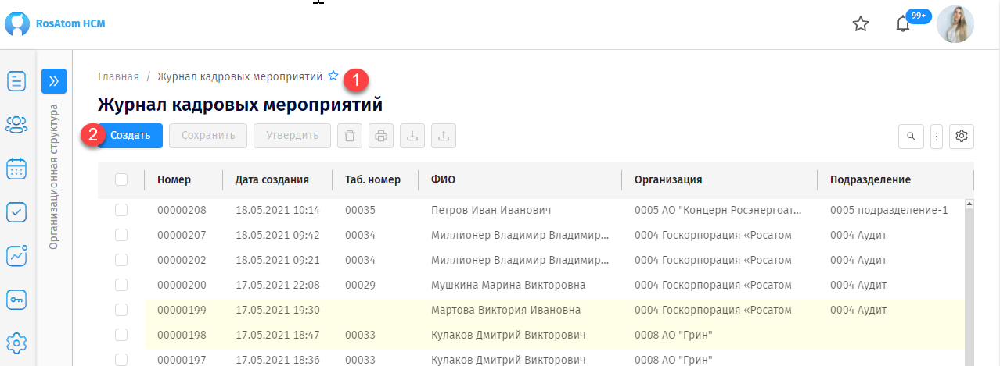 RosAtom HCM
99+
Главная / Журнал кадровых мероприятий 1
Журнал кадровых мероприятий
2 Создать Сохранить Утвердить
Организационная структура
Номер Дата создания Таб. номер ФИО Организация Подразделение
00000208 18.05.2021 10:14 00035 Петров Иван Иванович 0005 АО "Концерн Росэнергоат... 0005 подразделение-1
00000207 18.05.2021 09:42 00034 Миллионер Владимир Владимир... 0004 Госкорпорация «Росатом 0004 Аудит
00000202 18.05.2021 09:21 00034 Миллионер Владимир Владимир... 0004 Госкорпорация «Росатом 0004 Аудит
00000200 17.05.2021 22:08 00029 Мушкина Марина Викторовна 0004 Госкорпорация «Росатом 0004 Аудит
00000199 17.05.2021 19:30 Мартова Виктория Ивановна 0004 Госкорпорация «Росатом 0004 Аудит
00000198 17.05.2021 18:47 00033 Кулаков Дмитрий Викторович 0008 АО "Грин"
00000197 17.05.2021 18:36 00033 Кулаков Дмитрий Викторович 0008 АО "Грин"